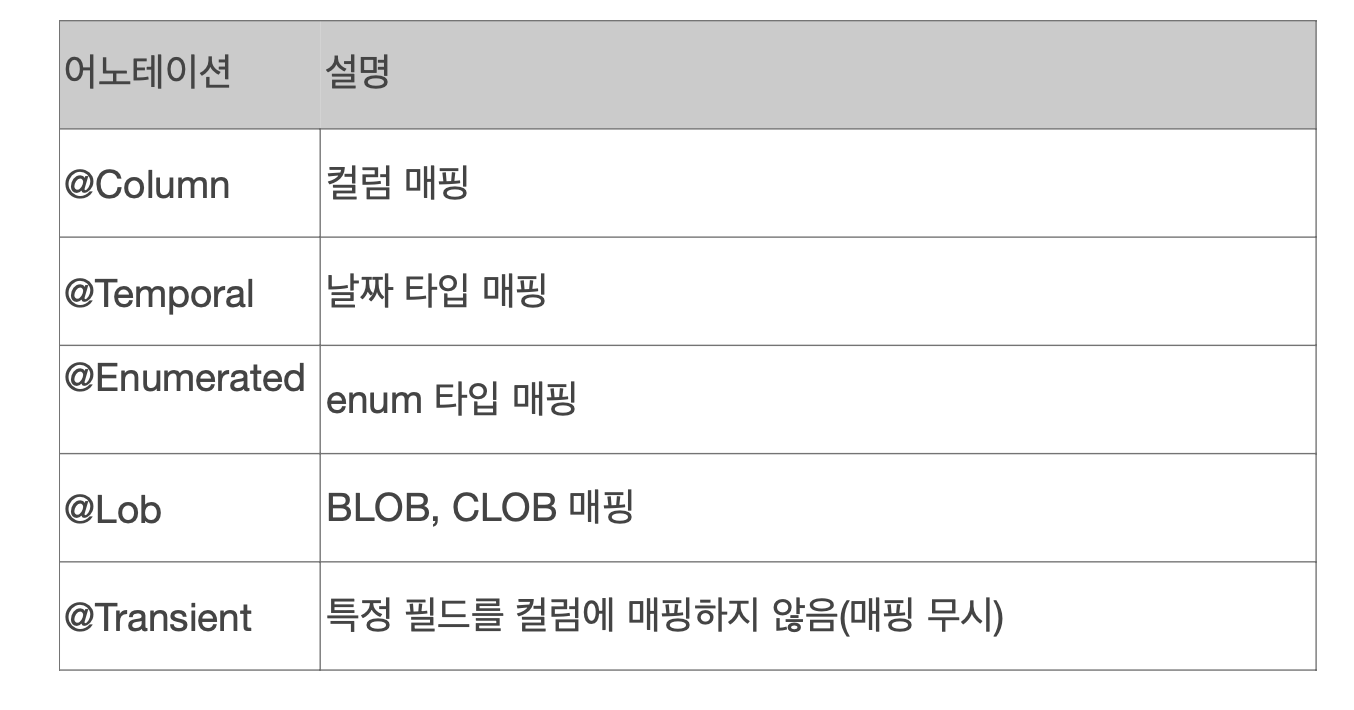 어노테이션 설명
@Column 컬럼 매핑
@Temporal 날짜 타입 매핑
@Enumerated enum 타입 매핑
@Lob BLOB, CLOB 매핑
@Transient 특정 필드를 컬럼에 매핑하지 않음(매핑 무시)